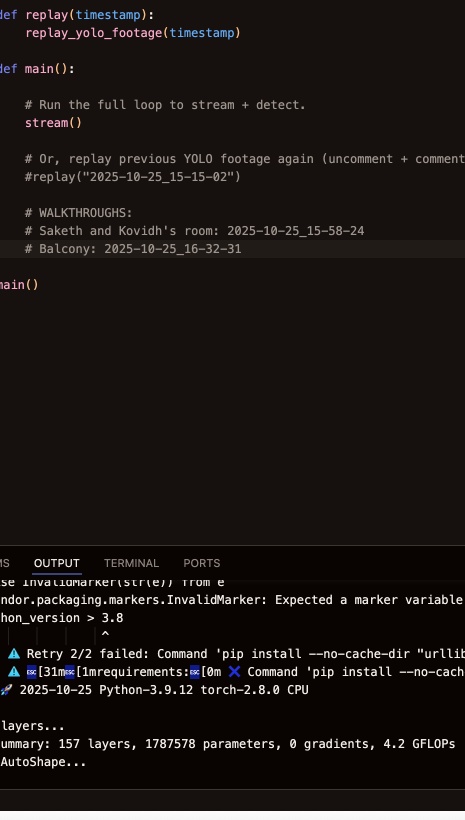 def replay(timestamp):
replay_yolo_footage(timestamp)
def main():
# Run the full loop to stream + detect.
stream()
# Or, replay previous YOLO footage again (uncomment + comment
#replay("2025-10-25_15-15-02")
# WALKTHROUGHS:
# Saketh and Kovidh's room: 2025-10-25_15-58-24
# Balcony: 2025-10-25_16-32-31
main()
MS OUTPUT TERMINAL PORTS
se InvalidMarker(str(e)) from e
ndor.packaging.markers.InvalidMarker: Expected a marker variable
hon_version > 3.8
^
⚠️ Retry 2/2 failed: Command 'pip install --no-cache-dir "urllib
⚠️ ESC[31mESC[1mrequirements:ESC[0m ❌ Command 'pip install --no-cach
🚀 2025-10-25 Python-3.9.12 torch-2.8.0 CPU
layers...
ummary: 157 layers, 1787578 parameters, 0 gradients, 4.2 GFLOPs
AutoShape...